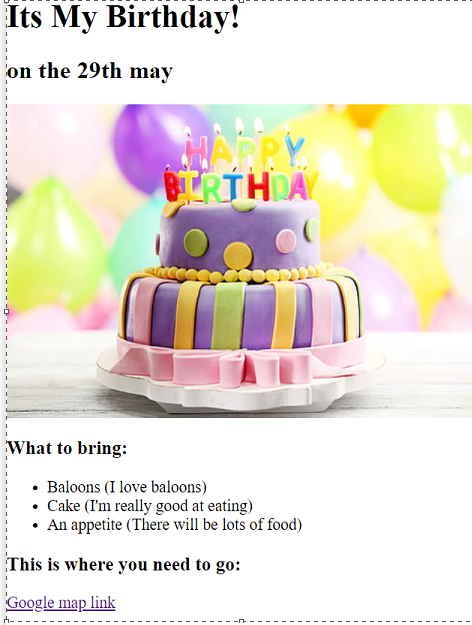 Its My Birthday!
on the 29th may
HAPPY
BIRTHDAY
What to bring:
Baloons (I love baloons)
Cake (I'm really good at eating)
An appetite (There will be lots of food)
This is where you need to go:
Google map link